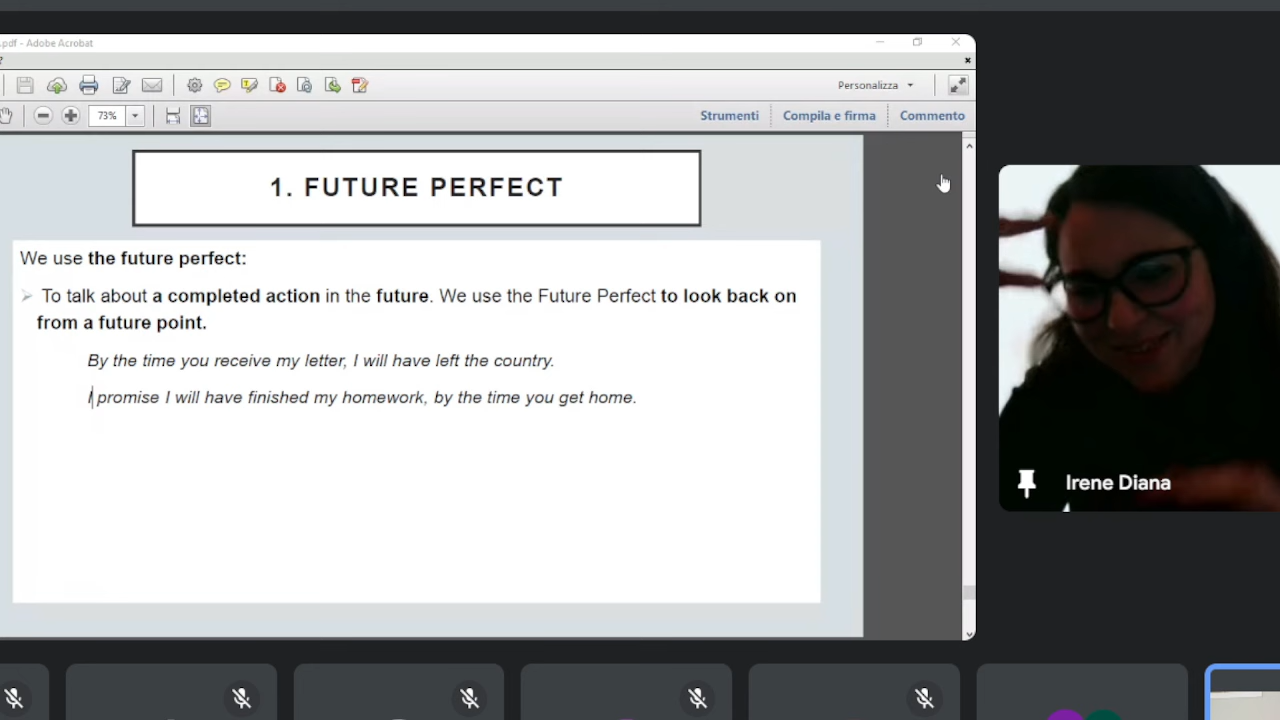 .pdf - Adobe Acrobat
?
Personalizza
73%
Strumenti
Compila e firma
Commento
1. FUTURE PERFECT
We use the future perfect:
To talk about a completed action in the future. We use the Future Perfect to look back on
from a future point.
By the time you receive my letter, I will have left the country.
I promise I will have finished my homework, by the time you get home.
Irene Diana